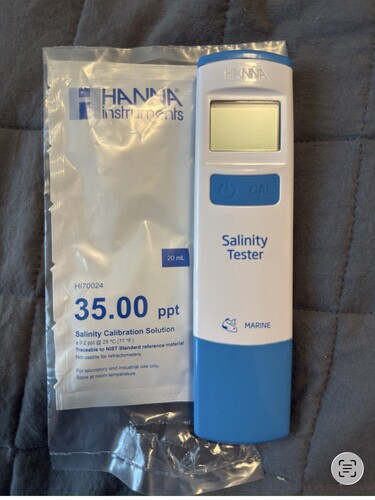 HANNA
instruments
20 mL
HI70024
35.00 ppt
Salinity Calibration Solution
± 0.2 ppt @ 25 °C (77 °F)
Traceable to NIST Standard reference material
Not useable for refractometers
For laboratory and industrial use only.
Store at room temperature
HANNA
CAL
Salinity
Tester
MARINE